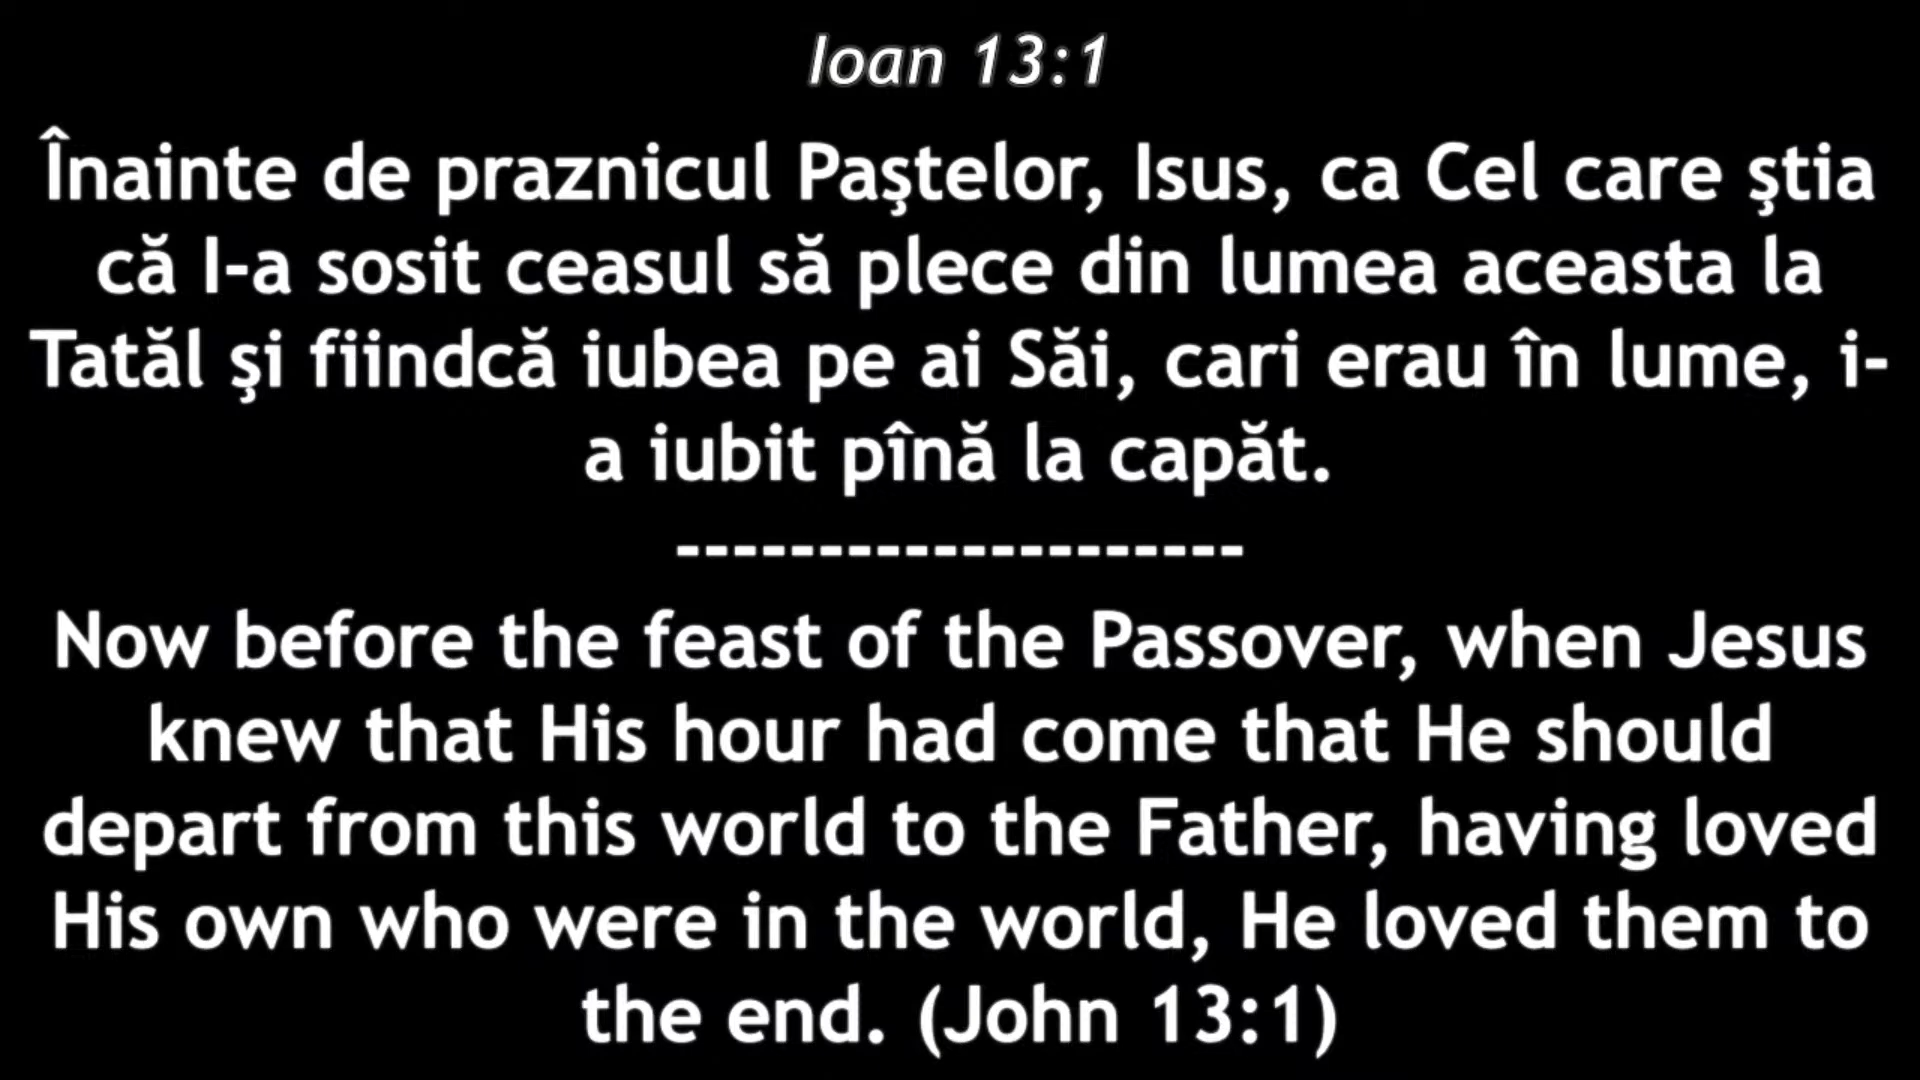 Ioan 13:1
Înainte de praznicul Paştelor, Isus, ca Cel care ştia
că I-a sosit ceasul să plece din lumea aceasta la
Tatăl şi fiindcă iubea pe ai Săi, cari erau în lume, i-
a iubit pînă la capăt.
--------------------
Now before the feast of the Passover, when Jesus
knew that His hour had come that He should
depart from this world to the Father, having loved
His own who were in the world, He loved them to
the end. (John 13:1)